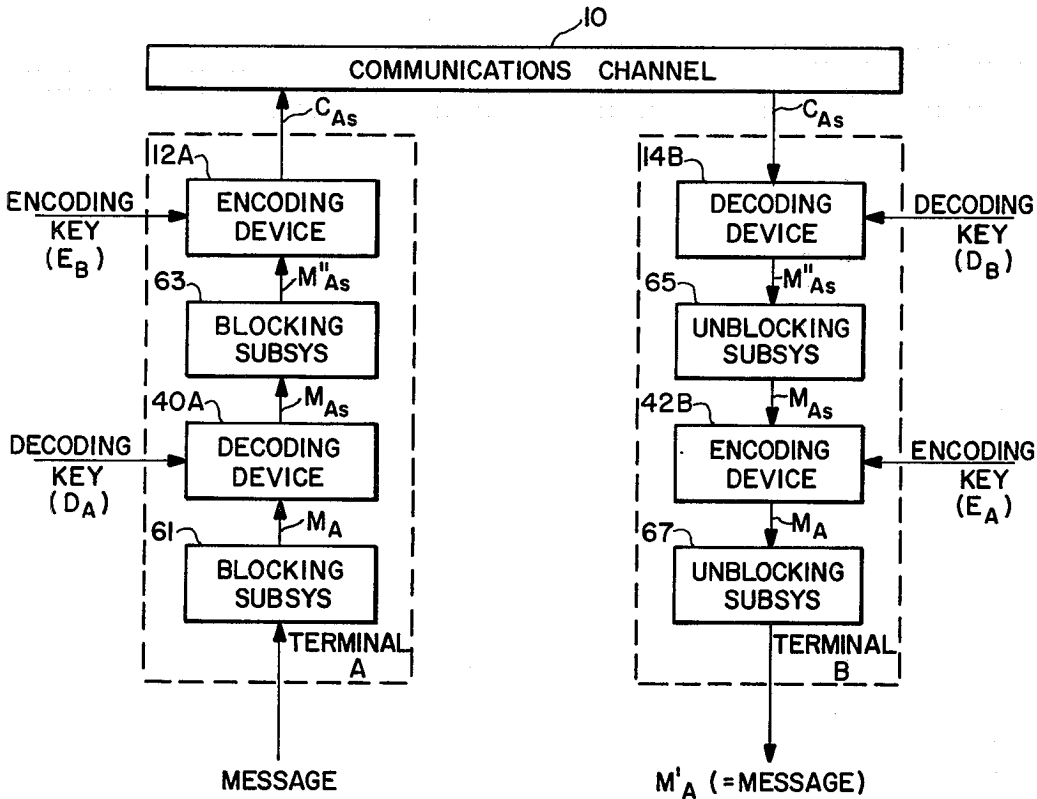 10
COMMUNICATIONS CHANNEL
C_As
C_As
12A
ENCODING
DEVICE
ENCODING
KEY
(E_B)
14B
DECODING
DEVICE
DECODING
KEY
(D_B)
M"_As
M"_As
63
BLOCKING
SUBSYS
65
UNBLOCKING
SUBSYS
M_As
M_As
40A
DECODING
DEVICE
DECODING
KEY
(D_A)
42B
ENCODING
DEVICE
ENCODING
KEY
(E_A)
M_A
M_A
61
BLOCKING
SUBSYS
67
UNBLOCKING
SUBSYS
TERMINAL
A
TERMINAL
B
MESSAGE
M'_A (=MESSAGE)